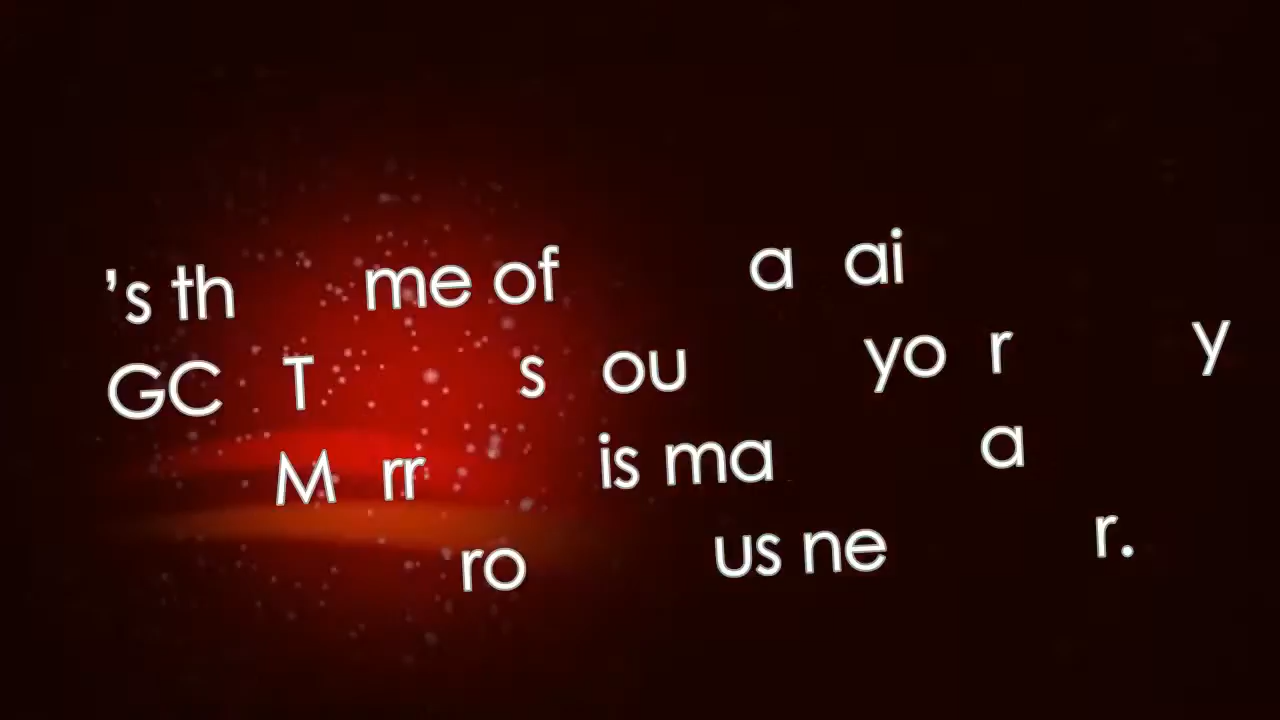 's th me of a ai
GC T s ou yo r y
M rr is ma a
ro us ne r.